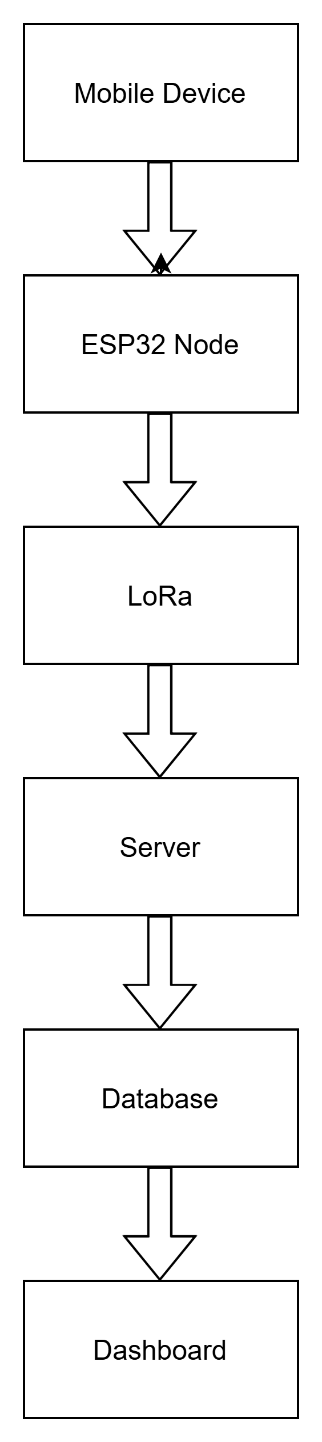 Mobile Device
ESP32 Node
LoRa
Server
Database
Dashboard